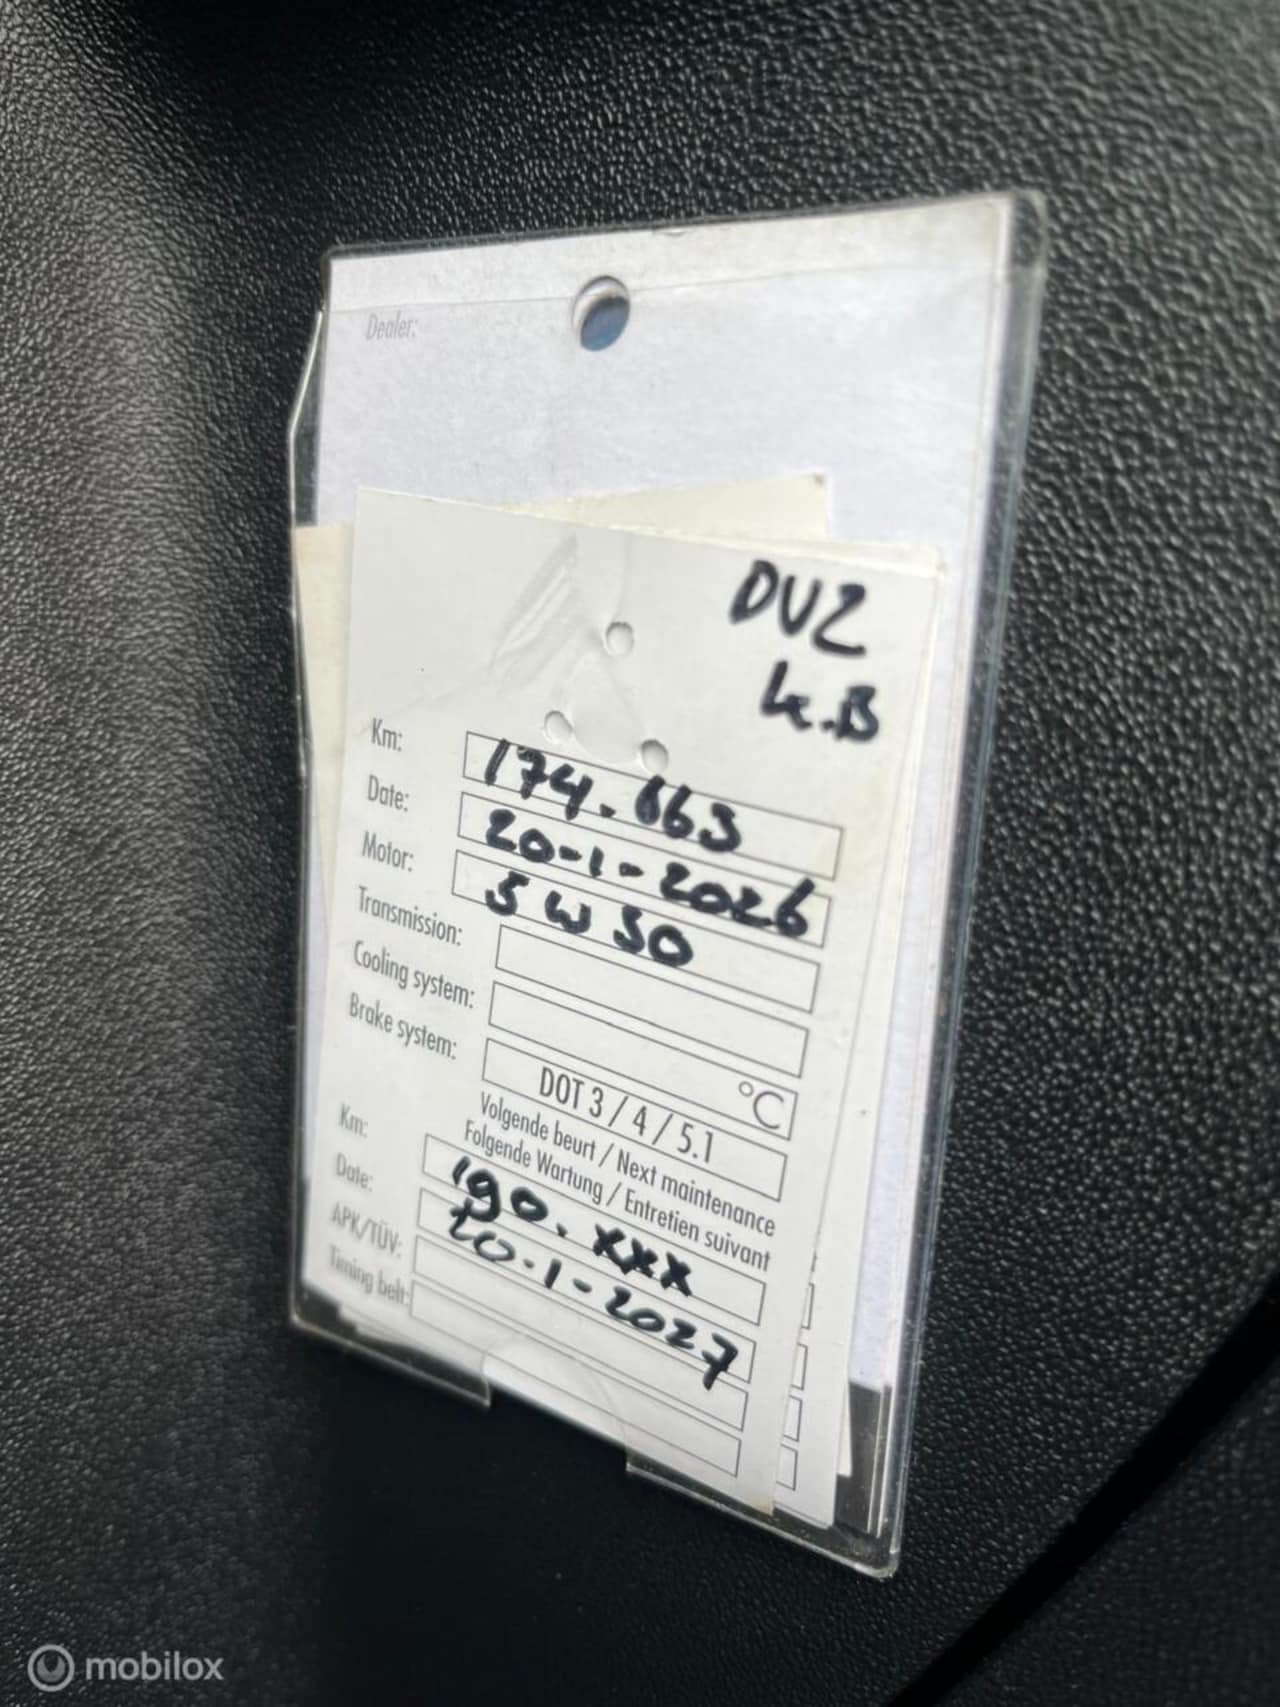 Dealer:
DVZ
4.B
Km: 174.663
Date: 20-1-2026
Motor: 5W30
Transmission:
Cooling system: °C
Brake system: DOT 3 / 4 / 5.1
Volgende beurt / Next maintenance
Folgende Wartung / Entretien suivant
Km: 190.xxx
Date: 20-1-2027
APK/TÜV:
Timing belt:
mobilox